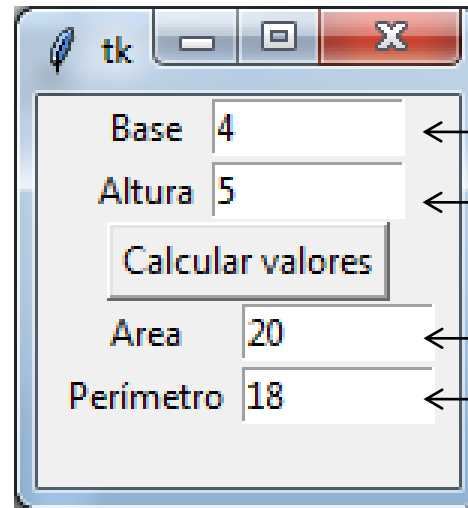 tk
Base 4
Altura 5
Calcular valores
Area 20
Perímetro 18